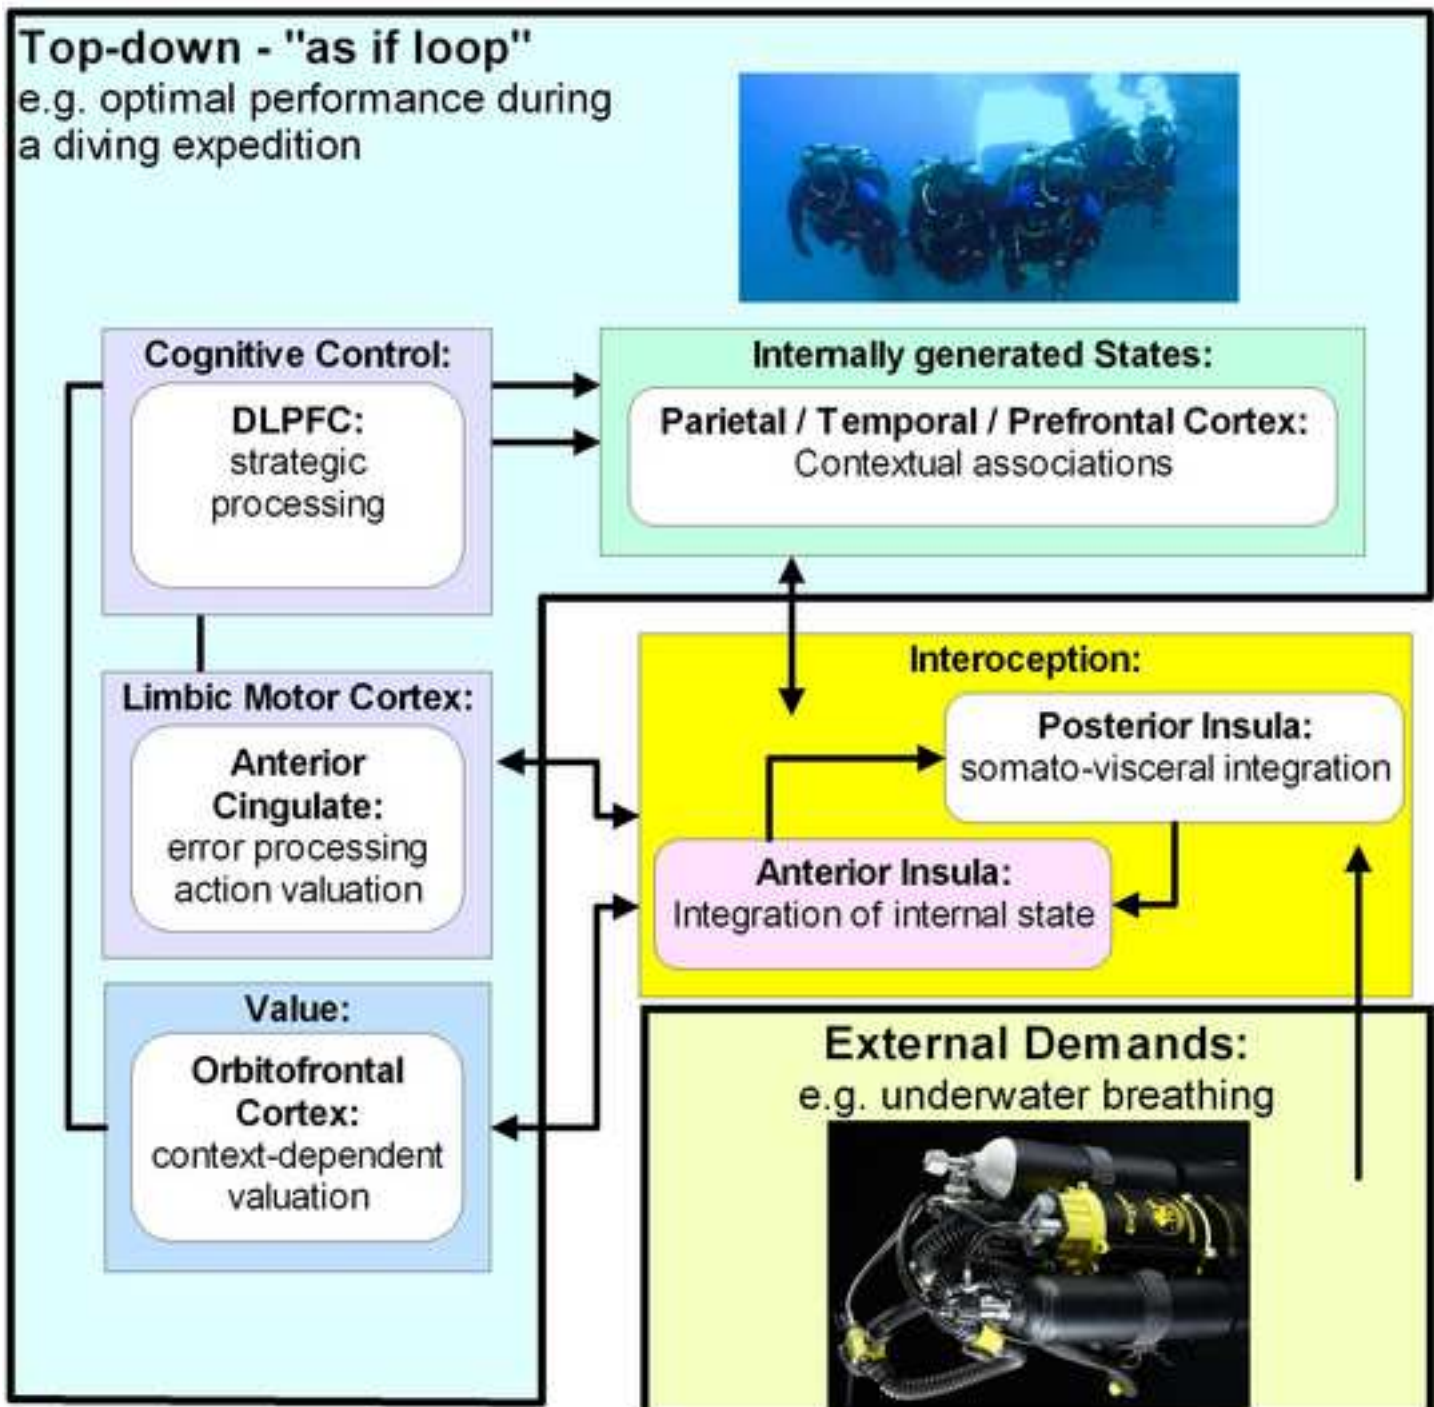 Top-down - "as if loop"
e.g. optimal performance during
a diving expedition
Cognitive Control:
DLPFC:
strategic
processing
Internally generated States:
Parietal / Temporal / Prefrontal Cortex:
Contextual associations
Limbic Motor Cortex:
Anterior
Cingulate:
error processing
action valuation
Interoception:
Posterior Insula:
somato-visceral integration
Anterior Insula:
Integration of internal state
Value:
Orbitofrontal
Cortex:
context-dependent
valuation
External Demands:
e.g. underwater breathing